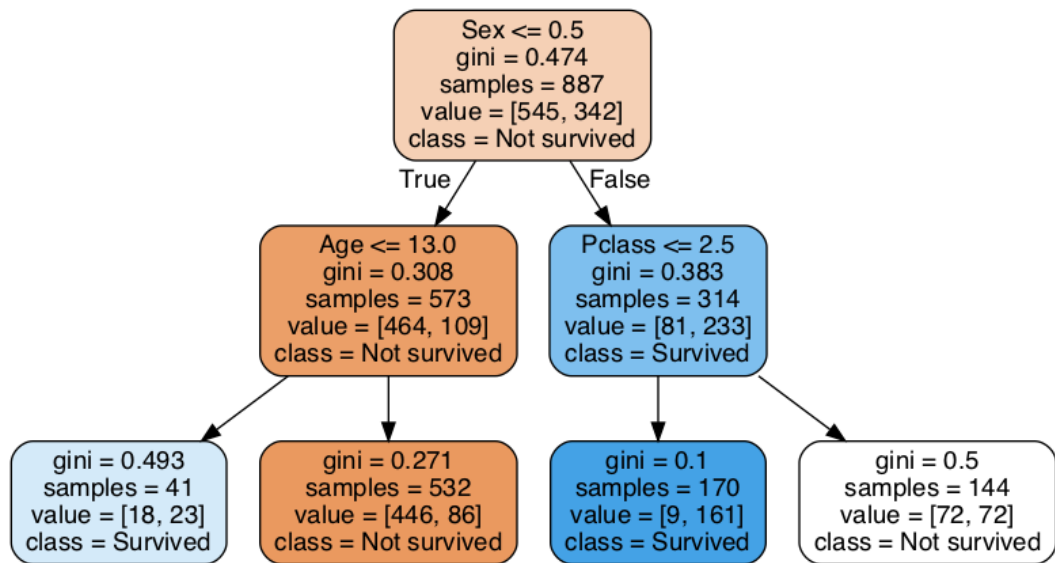 Sex <= 0.5
gini = 0.474
samples = 887
value = [545, 342]
class = Not survived
True
False
Age <= 13.0
gini = 0.308
samples = 573
value = [464, 109]
class = Not survived
Pclass <= 2.5
gini = 0.383
samples = 314
value = [81, 233]
class = Survived
gini = 0.493
samples = 41
value = [18, 23]
class = Survived
gini = 0.271
samples = 532
value = [446, 86]
class = Not survived
gini = 0.1
samples = 170
value = [9, 161]
class = Survived
gini = 0.5
samples = 144
value = [72, 72]
class = Not survived